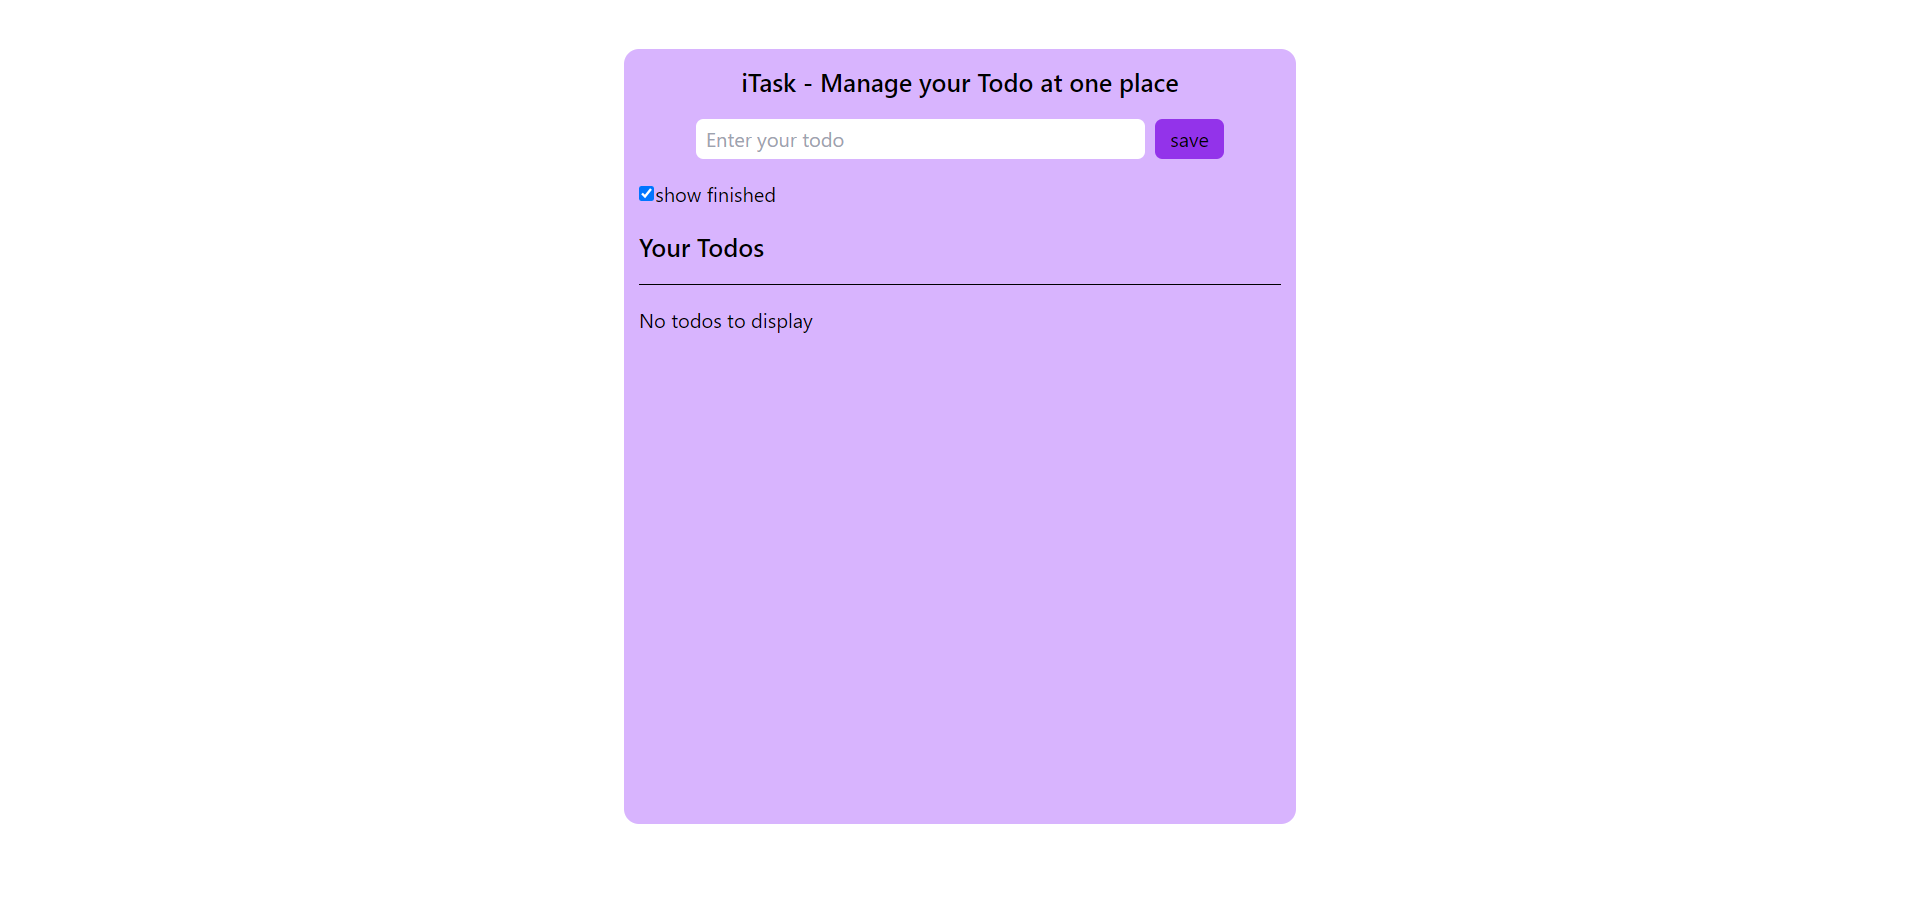 iTask - Manage your Todo at one place
Enter your todo
save
show finished
Your Todos
No todos to display